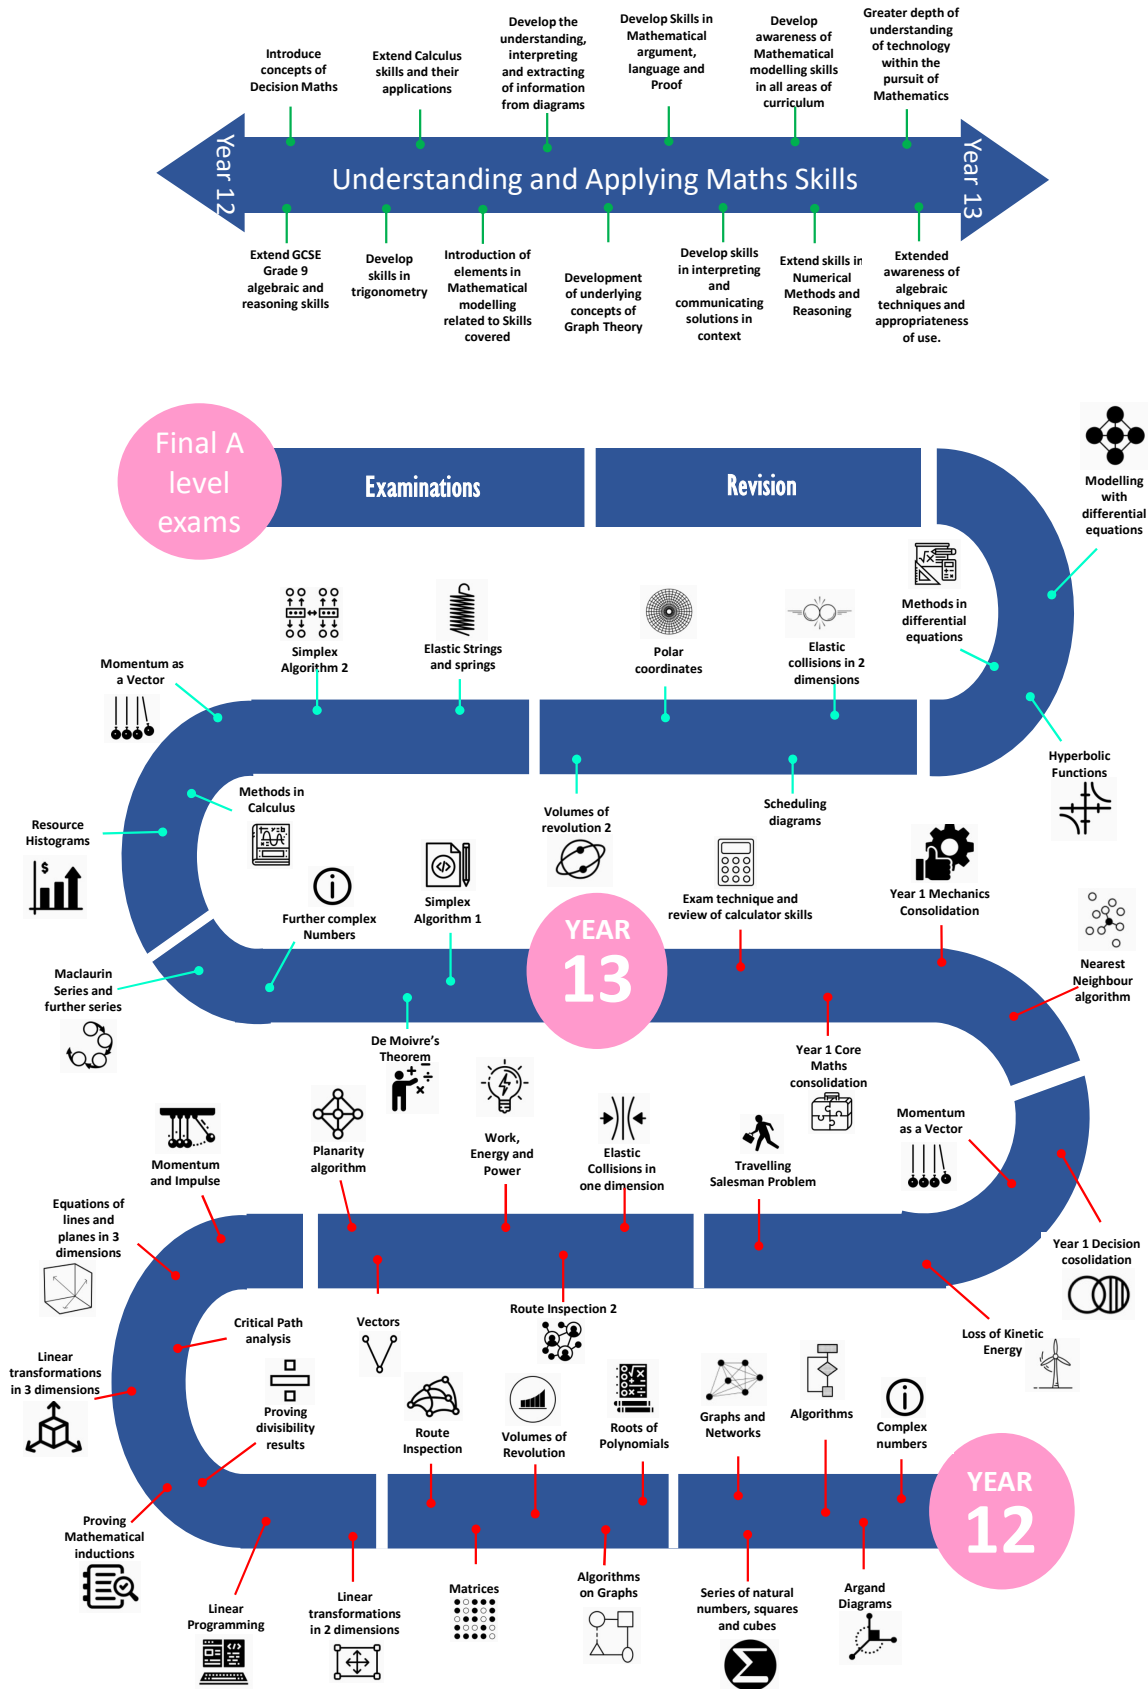 Introduce
concepts of
Decision Maths
Extend Calculus
skills and their
applications
Develop the
understanding,
interpreting
and extracting
of information
from diagrams
Develop Skills in
Mathematical
argument,
language and
Proof
Develop
awareness of
Mathematical
modelling skills
in all areas of
curriculum
Greater depth of
understanding
of technology
within the
pursuit of
Mathematics
Year 12
Understanding and Applying Maths Skills
Year 13
Extend GCSE
Grade 9
algebraic and
reasoning skills
Develop
skills in
trigonometry
Introduction of
elements in
Mathematical
modelling
related to Skills
covered
Development
of underlying
concepts of
Graph Theory
Develop skills
in interpreting
and
communicating
solutions in
context
Extend skills in
Numerical
Methods and
Reasoning
Extended
awareness of
algebraic
techniques and
appropriateness
of use.
Final A
level
exams
Examinations
Revision
Modelling
with
differential
equations
Methods in
differential
equations
Simplex
Algorithm 2
Elastic Strings
and springs
Polar
coordinates
Elastic
collisions in 2
dimensions
Momentum as
a Vector
Hyperbolic
Functions
Methods in
Calculus
Volumes of
revolution 2
Scheduling
diagrams
Resource
Histograms
$
Further complex
Numbers
Simplex
Algorithm 1
Exam technique and
review of calculator skills
Year 1 Mechanics
Consolidation
YEAR
13
Nearest
Neighbour
algorithm
Maclaurin
Series and
further series
De Moivre's
Theorem
Year 1 Core
Maths
consolidation
Momentum
and Impulse
Planarity
algorithm
Work,
Energy and
Power
Elastic
Collisions in
one dimension
Travelling
Salesman Problem
Momentum
as a Vector
Equations of
lines and
planes in 3
dimensions
Year 1 Decision
cosolidation
Critical Path
analysis
Vectors
Route Inspection 2
Loss of Kinetic
Energy
Linear
transformations
in 3 dimensions
Proving
divisibility
results
Route
Inspection
Volumes of
Revolution
Roots of
Polynomials
Graphs and
Networks
Algorithms
Complex
numbers
YEAR
12
Proving
Mathematical
inductions
Linear
Programming
Linear
transformations
in 2 dimensions
Matrices
Algorithms
on Graphs
Series of natural
numbers, squares
and cubes
Σ
Argand
Diagrams